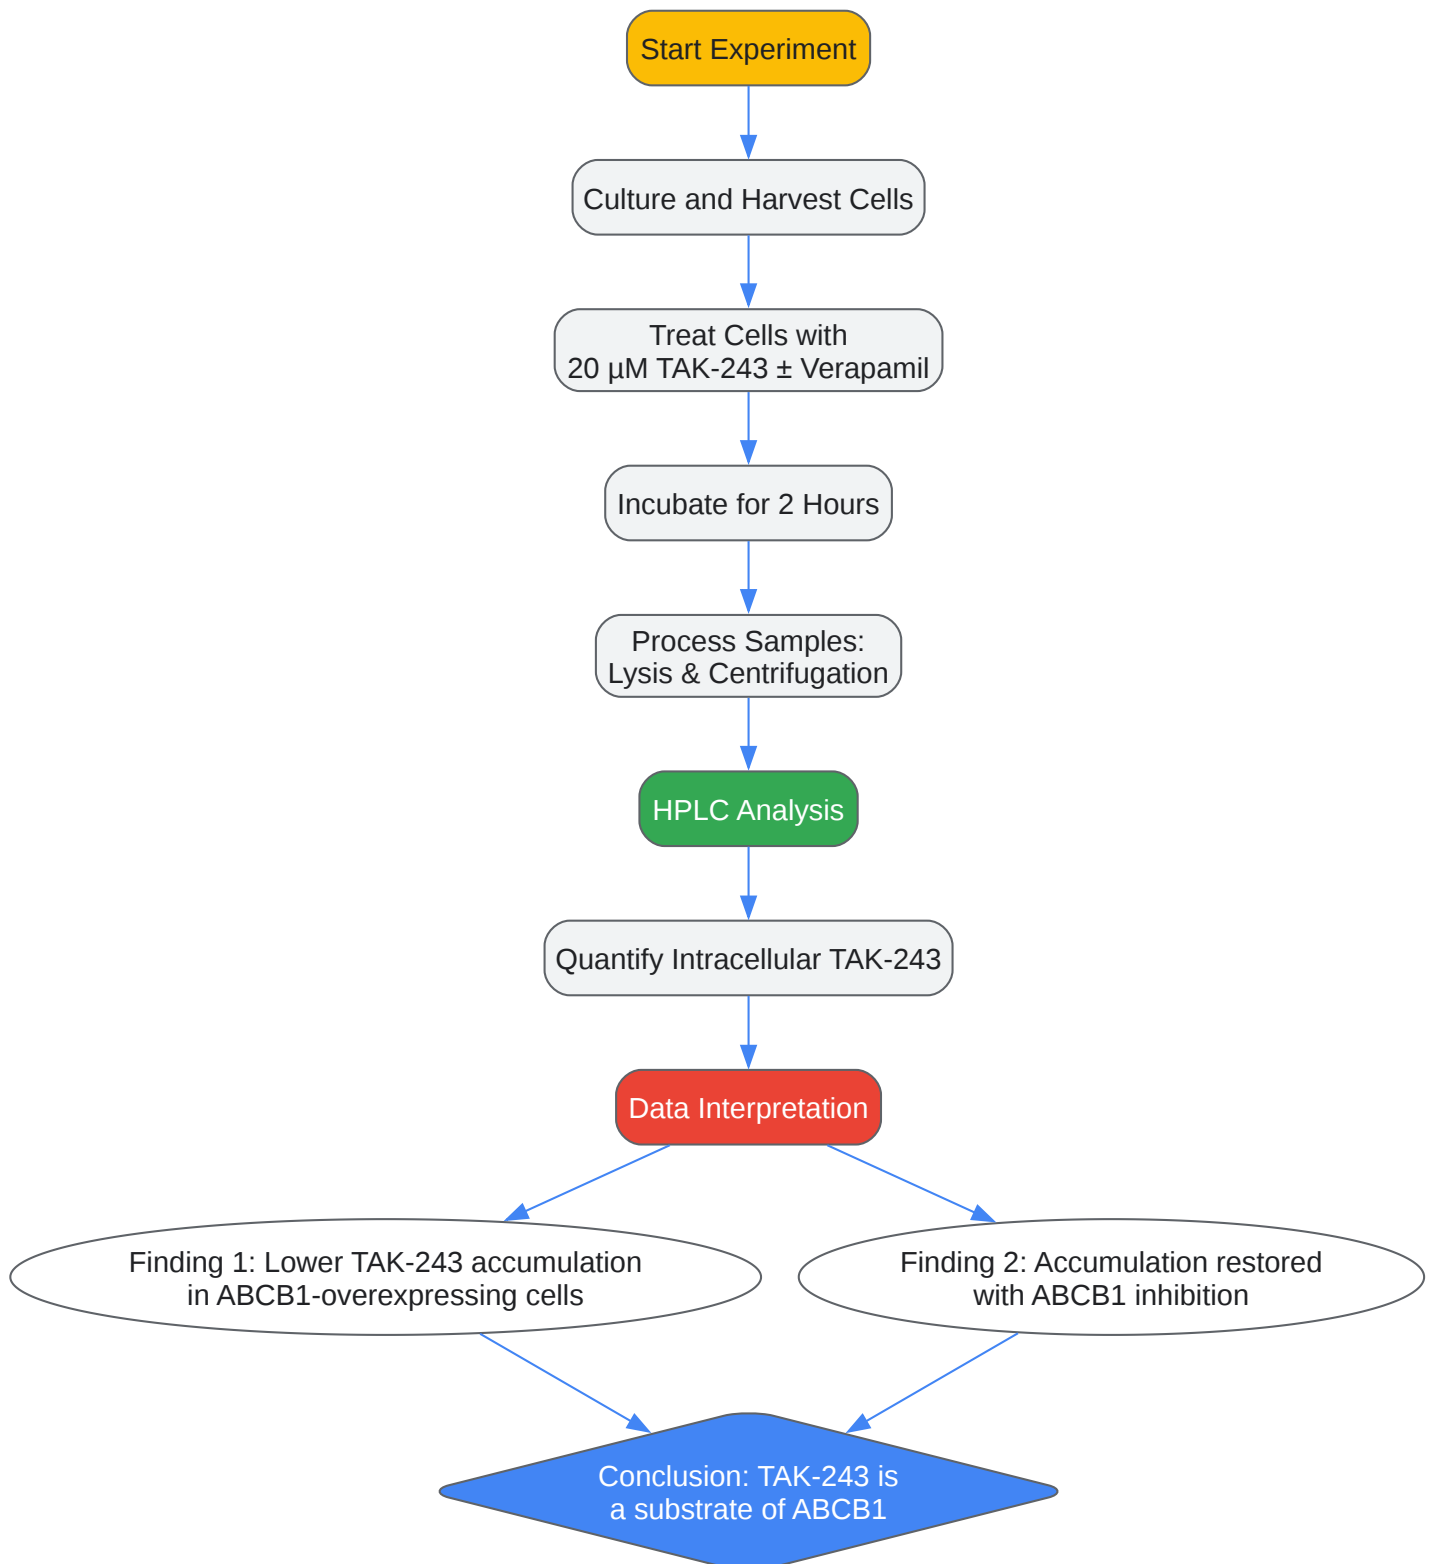 Start Experiment
Culture and Harvest Cells
Treat Cells with
20 µM TAK-243 ± Verapamil
Incubate for 2 Hours
Process Samples:
Lysis & Centrifugation
HPLC Analysis
Quantify Intracellular TAK-243
Data Interpretation
Finding 1: Lower TAK-243 accumulation
in ABCB1-overexpressing cells
Finding 2: Accumulation restored
with ABCB1 inhibition
Conclusion: TAK-243 is
a substrate of ABCB1